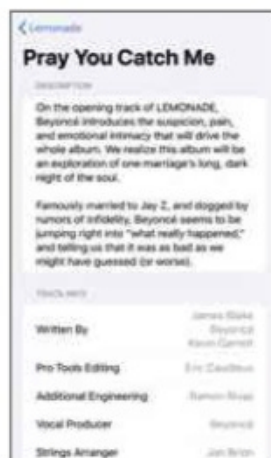 Lemonade
Pray You Catch Me
DESCRIPTION
On the opening track of LEMONADE,
Beyoncé introduces the suspicion, pain,
and emotional intimacy that will drive the
whole album. We realize this album will be
an exploration of one marriage's long, dark
night of the soul.
Famously married to Jay Z, and dogged by
rumors of infidelity, Beyoncé seems to be
jumping right into "what really happened,"
and telling us that it was as bad as we
might have guessed (or worse).
TRACK INFO
James Blake
Written By
Beyoncé
Kevin Garrett
Pro Tools Editing
Eric
Additional Engineering
Ramon Rivas
Vocal Producer
Beyoncé
Strings Arranger
Jon Brion